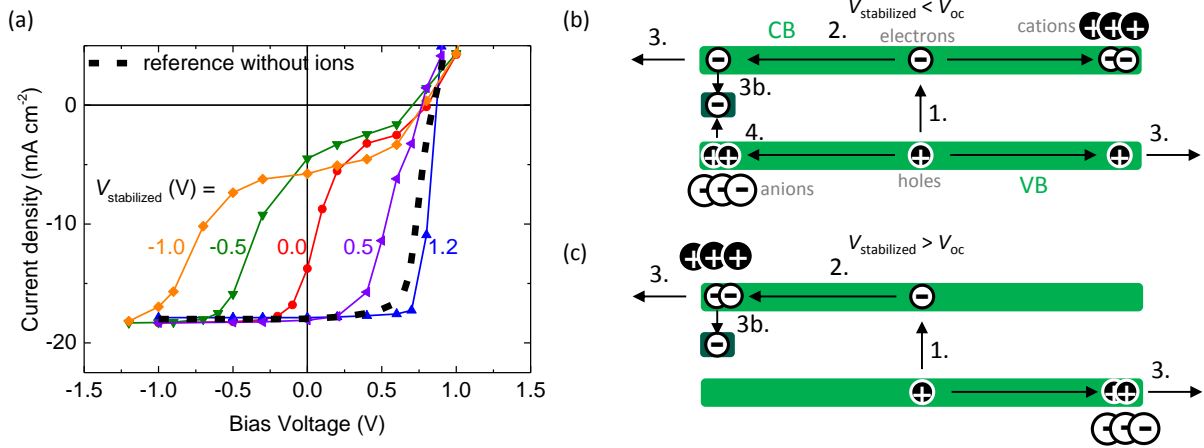 (a)
reference without ions
V_stabilized (V) =
-1.0
-0.5
0.0
0.5
1.2
0
-10
-20
-1.5
-1.0
-0.5
0.0
0.5
1.0
1.5
Current density (mA cm⁻²)
Bias Voltage (V)
(b)
V_stabilized < V_oc
3.
CB
2.
electrons
cations
+ + +
-
-
- -
3b.
-
1.
4.
3.
+ +
+
+
- - -
anions
holes
VB
(c)
V_stabilized > V_oc
+ + +
3.
2.
- -
-
3b.
-
1.
3.
+
+ +
- - -